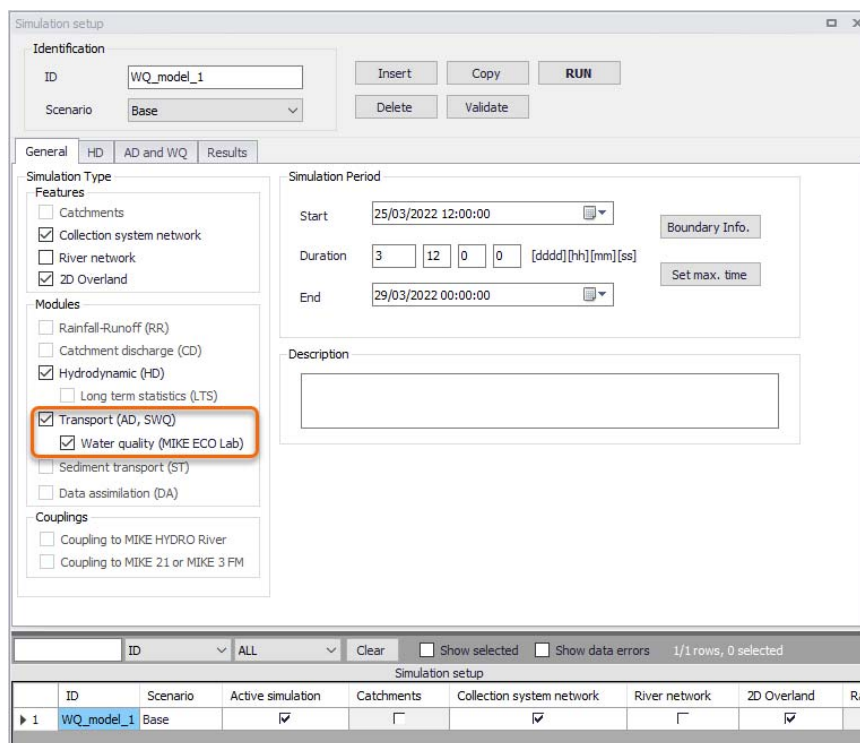 Simulation setup
Identification
ID WQ_model_1 Insert Copy RUN
Scenario Base Delete Validate
General HD AD and WQ Results
Simulation Type
Features
Catchments
Collection system network
River network
2D Overland
Modules
Rainfall-Runoff (RR)
Catchment discharge (CD)
Hydrodynamic (HD)
Long term statistics (LTS)
Transport (AD, SWQ)
Water quality (MIKE ECO Lab)
Sediment transport (ST)
Data assimilation (DA)
Couplings
Coupling to MIKE HYDRO River
Coupling to MIKE 21 or MIKE 3 FM
Simulation Period
Start 25/03/2022 12:00:00 Boundary Info.
Duration 3 12 0 0 [dddd][hh][mm][ss]
Set max. time
End 29/03/2022 00:00:00
Description
ID ALL Clear Show selected Show data errors 1/1 rows, 0 selected
Simulation setup
ID Scenario Active simulation Catchments Collection system network River network 2D Overland
1 WQ_model_1 Base